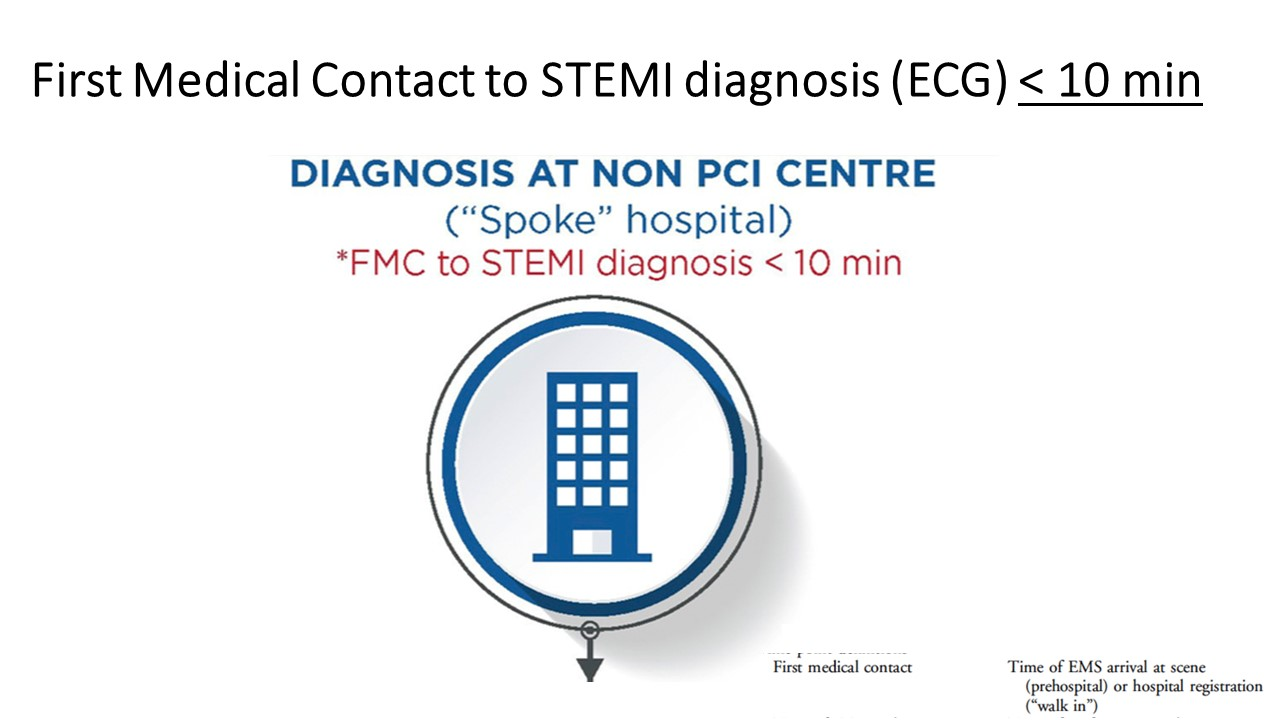 First Medical Contact to STEMI diagnosis (ECG) < 10 min
DIAGNOSIS AT NON PCI CENTRE
(“Spoke” hospital)
*FMC to STEMI diagnosis < 10 min
First medical contact
Time of EMS arrival at scene
(prehospital) or hospital registration
(“walk in”)